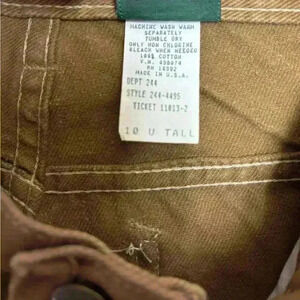 MACHINE WASH WARM
SEPARATELY
TUMBLE DRY
ONLY NON CHLORINE
BLEACH WHEN NEEDED
100% COTTON
MADE IN U.S.A.
DEPT 244
STYLE 244-4495
TICKET 11013-2
10 U TALL